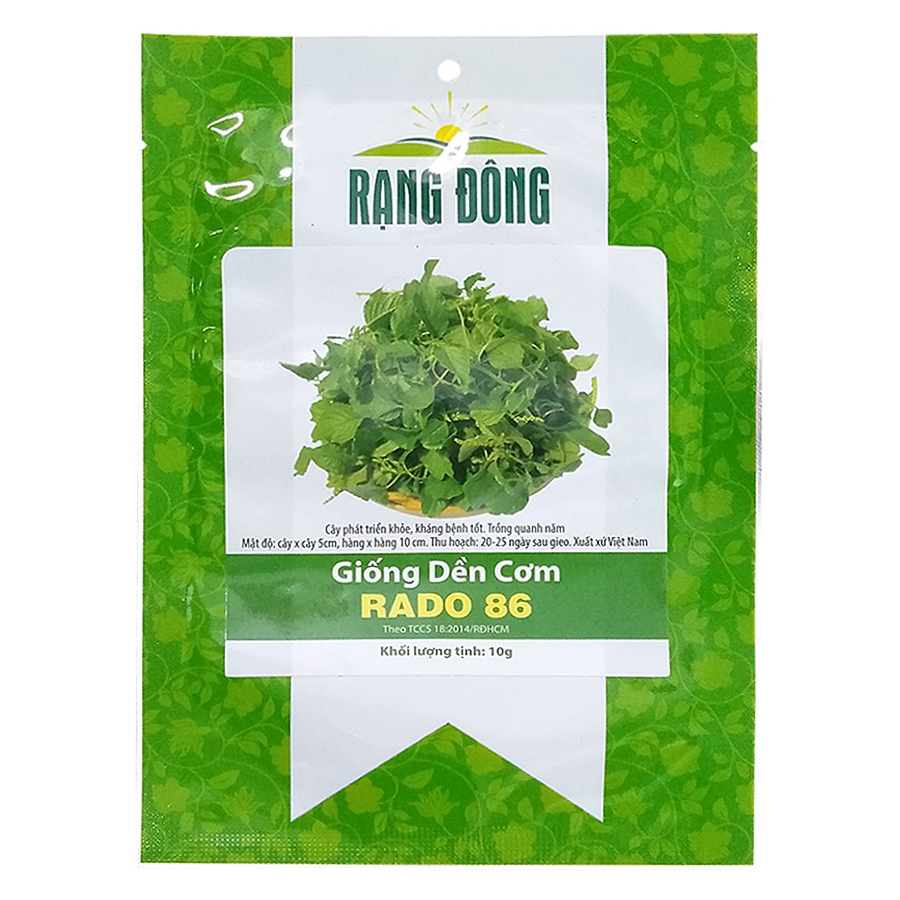 RẠNG ĐÔNG
Cây phát triển khỏe, kháng bệnh tốt. Trồng quanh năm
Mật độ: cây x cây 5cm, hàng x hàng 10 cm. Thu hoạch: 20-25 ngày sau gieo. Xuất xứ Việt Nam
Giống Dền Cơm
RADO 86
Theo TCCS 18:2014/RĐHCM
Khối lượng tịnh: 10g